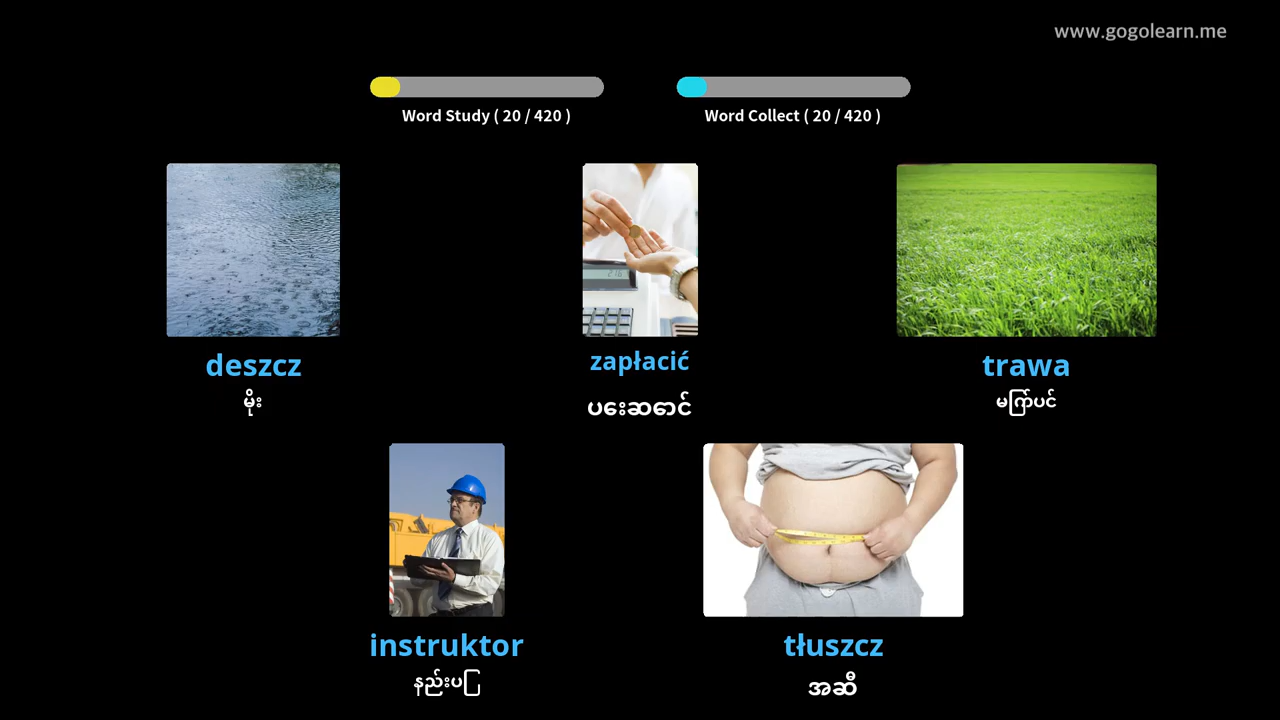 www.gogolearn.me
Word Study ( 20 / 420 )
Word Collect ( 20 / 420 )
deszcz
မိုး
zapłacić
ပေးဆောင်
trawa
မြက်ပင်
instruktor
နည်းပြ
tłuszcz
အဆီ